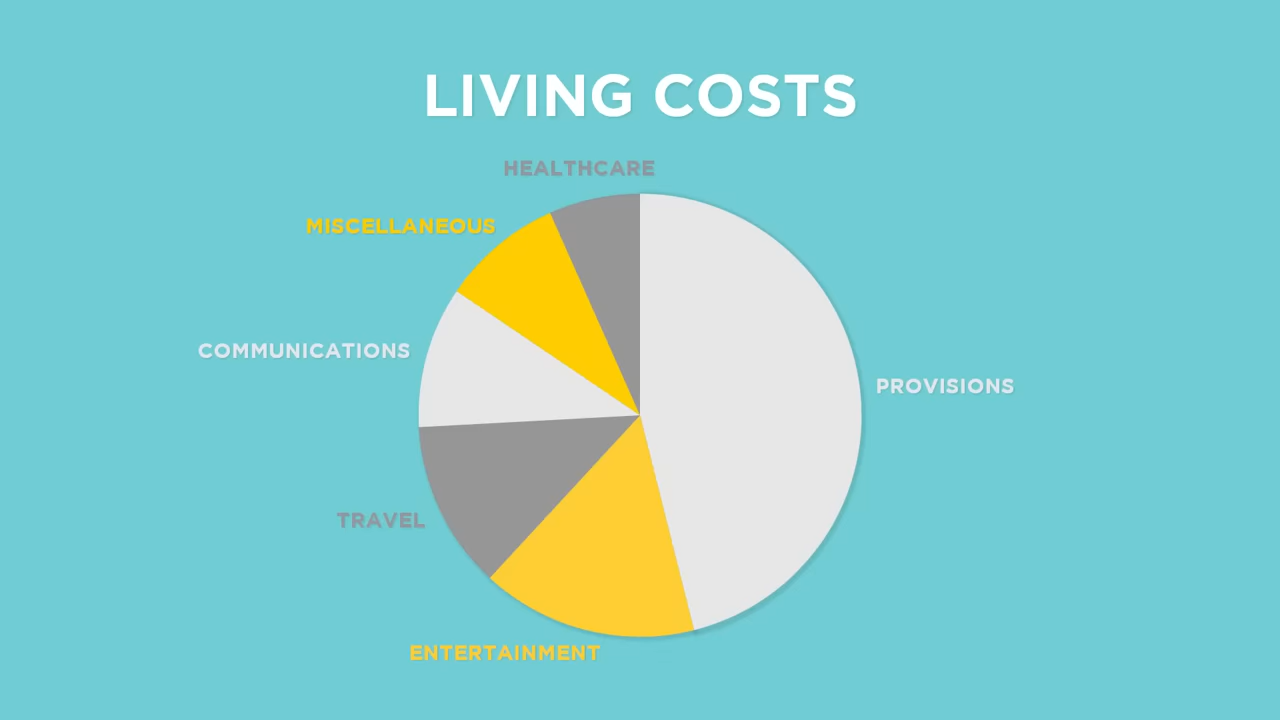 LIVING COSTS
HEALTHCARE
MISCELLANEOUS
COMMUNICATIONS
PROVISIONS
TRAVEL
ENTERTAINMENT